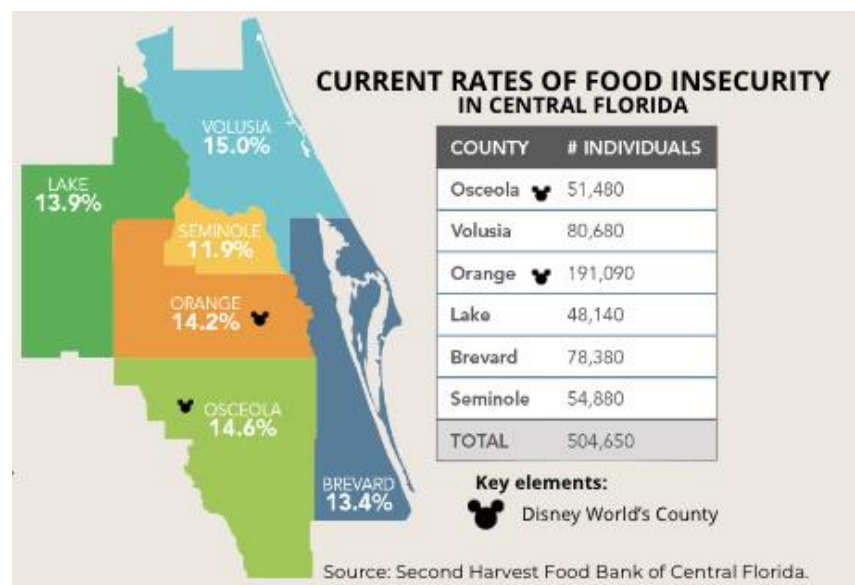 CURRENT RATES OF FOOD INSECURITY
IN CENTRAL FLORIDA
VOLUSIA
15.0%
LAKE
13.9%
SEMINOLE
11.9%
ORANGE
14.2%
OSCEOLA
14.6%
BREVARD
13.4%
COUNTY # INDIVIDUALS
Osceola 51,480
Volusia 80,680
Orange 191,090
Lake 48,140
Brevard 78,380
Seminole 54,880
TOTAL 504,650
Key elements:
Disney World's County
Source: Second Harvest Food Bank of Central Florida.